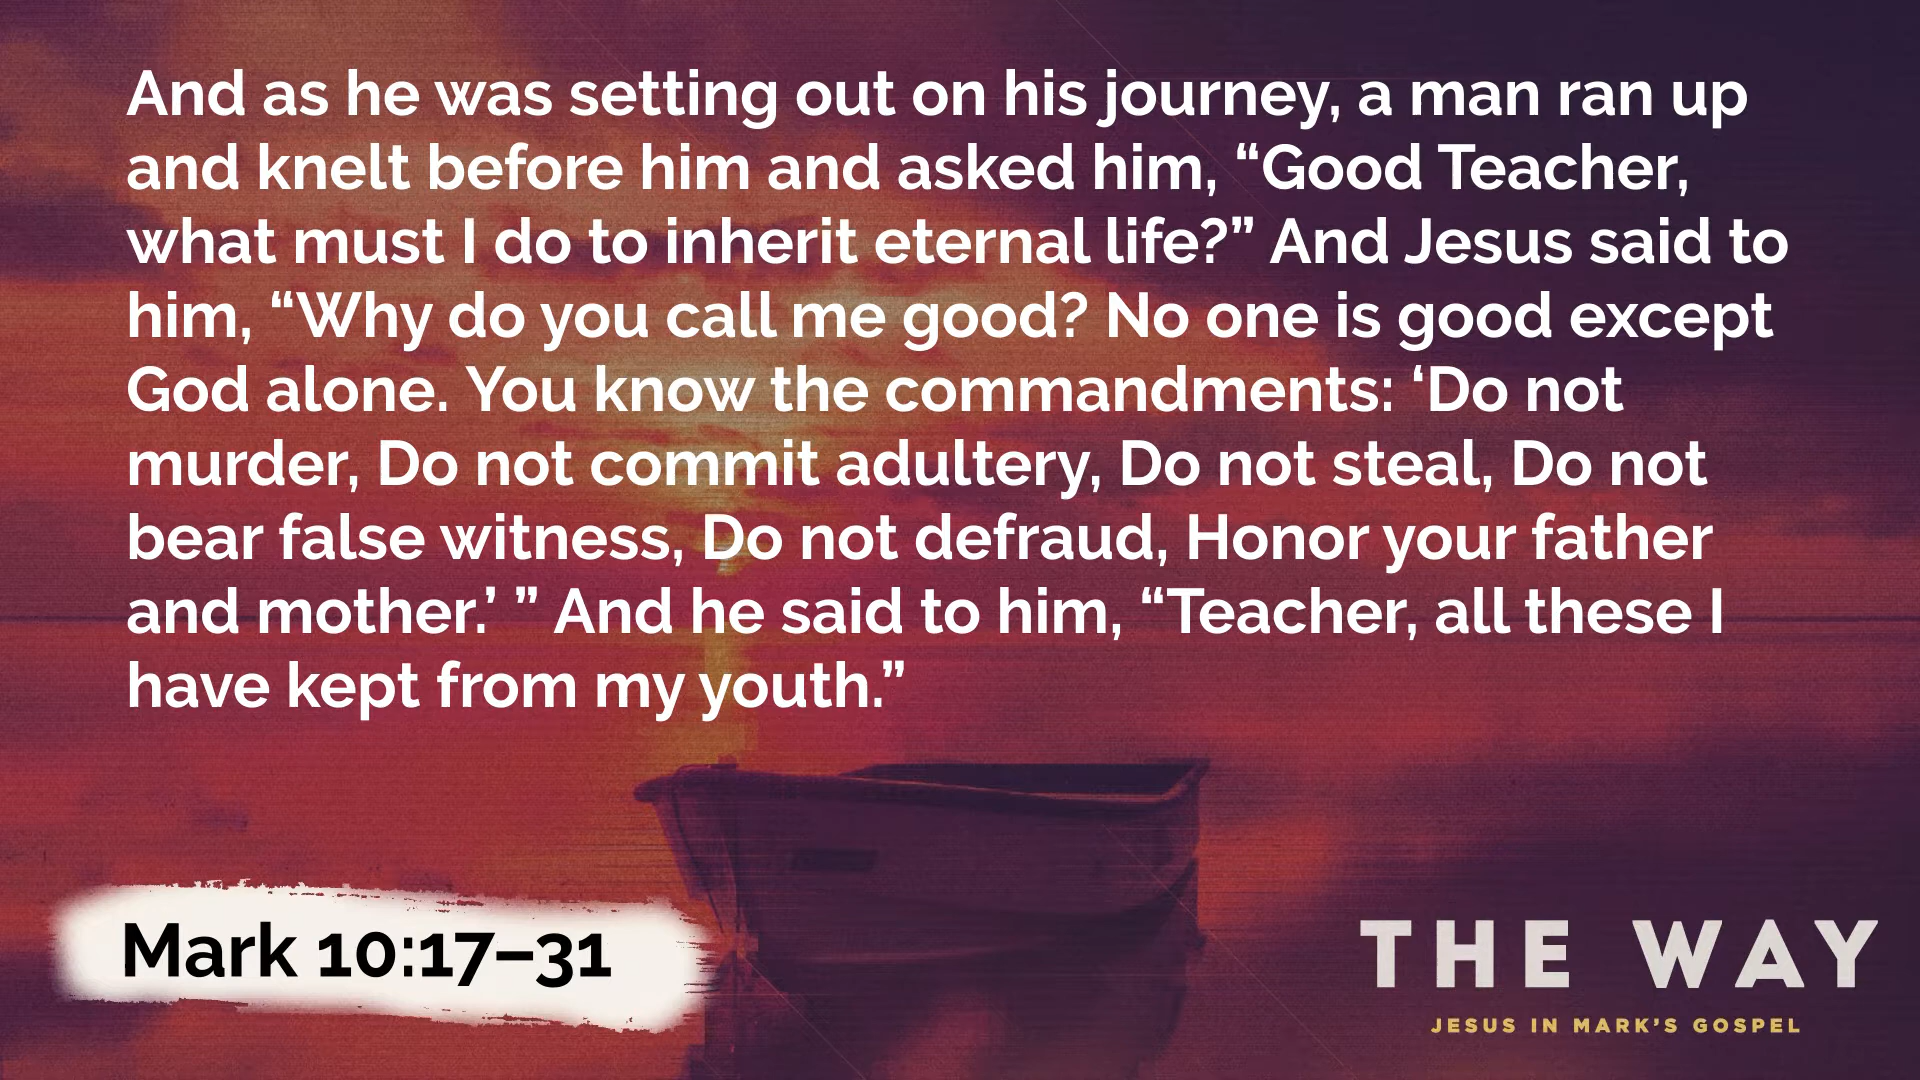 And as he was setting out on his journey, a man ran up
and knelt before him and asked him, “Good Teacher,
what must I do to inherit eternal life?” And Jesus said to
him, “Why do you call me good? No one is good except
God alone. You know the commandments: ‘Do not
murder, Do not commit adultery, Do not steal, Do not
bear false witness, Do not defraud, Honor your father
and mother.’ ” And he said to him, “Teacher, all these I
have kept from my youth.”
Mark 10:17–31
THE WAY
JESUS IN MARK’S GOSPEL